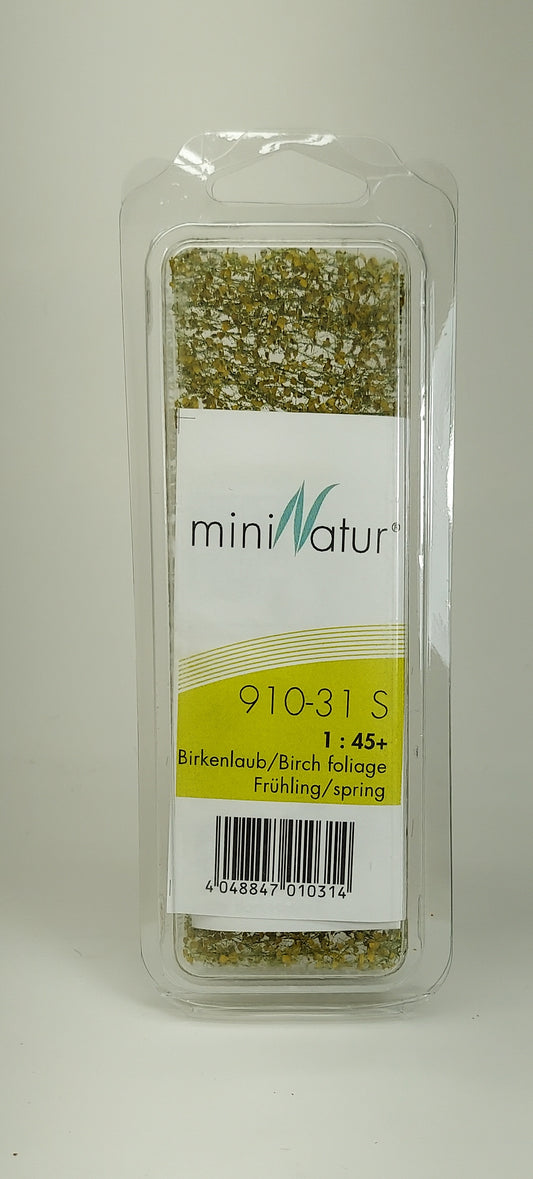 miniNatur®
910-31 S
1 : 45+
Birkenlaub/Birch foliage
Frühling/spring
4 048847 010314